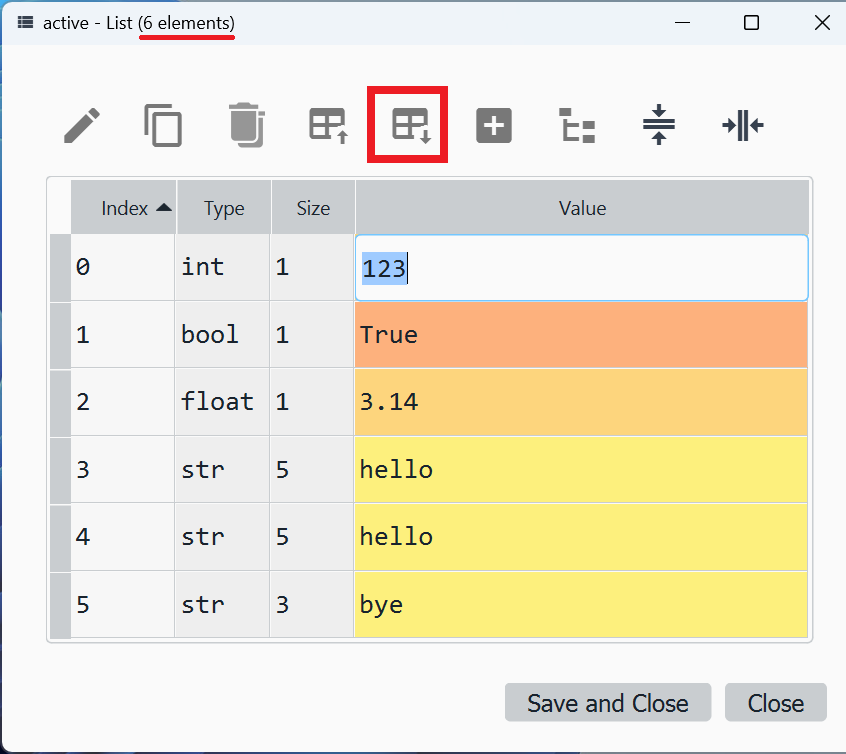 active - List (6 elements)
Index Type Size Value
0 int 1 123
1 bool 1 True
2 float 1 3.14
3 str 5 hello
4 str 5 hello
5 str 3 bye
Save and Close Close